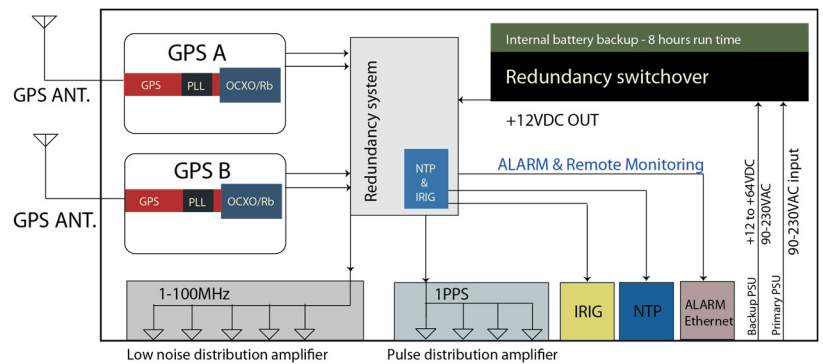 GPS A
GPS
PLL
OCXO/Rb
GPS ANT.
GPS B
GPS
PLL
OCXO/Rb
GPS ANT.
Redundancy system
NTP
&
IRIG
Internal battery backup - 8 hours run time
Redundancy switchover
+12VDC OUT
ALARM & Remote Monitoring
+12 to +64VDC
90-230VAC
90-230VAC input
Backup PSU
Primary PSU
1-100MHz
1PPS
IRIG
NTP
ALARM
Ethernet
Low noise distribution amplifier
Pulse distribution amplifier